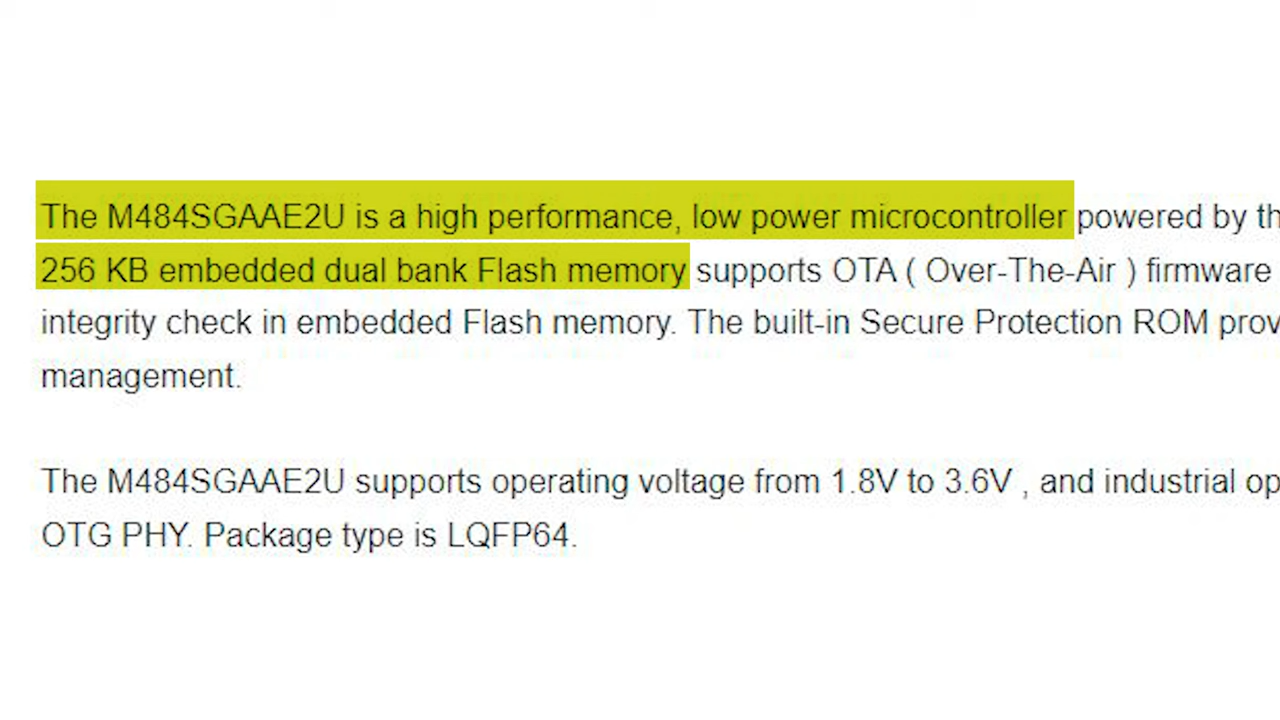 The M484SGAAE2U is a high performance, low power microcontroller powered by th
256 KB embedded dual bank Flash memory supports OTA ( Over-The-Air ) firmware
integrity check in embedded Flash memory. The built-in Secure Protection ROM prov
management.
The M484SGAAE2U supports operating voltage from 1.8V to 3.6V , and industrial op
OTG PHY. Package type is LQFP64.